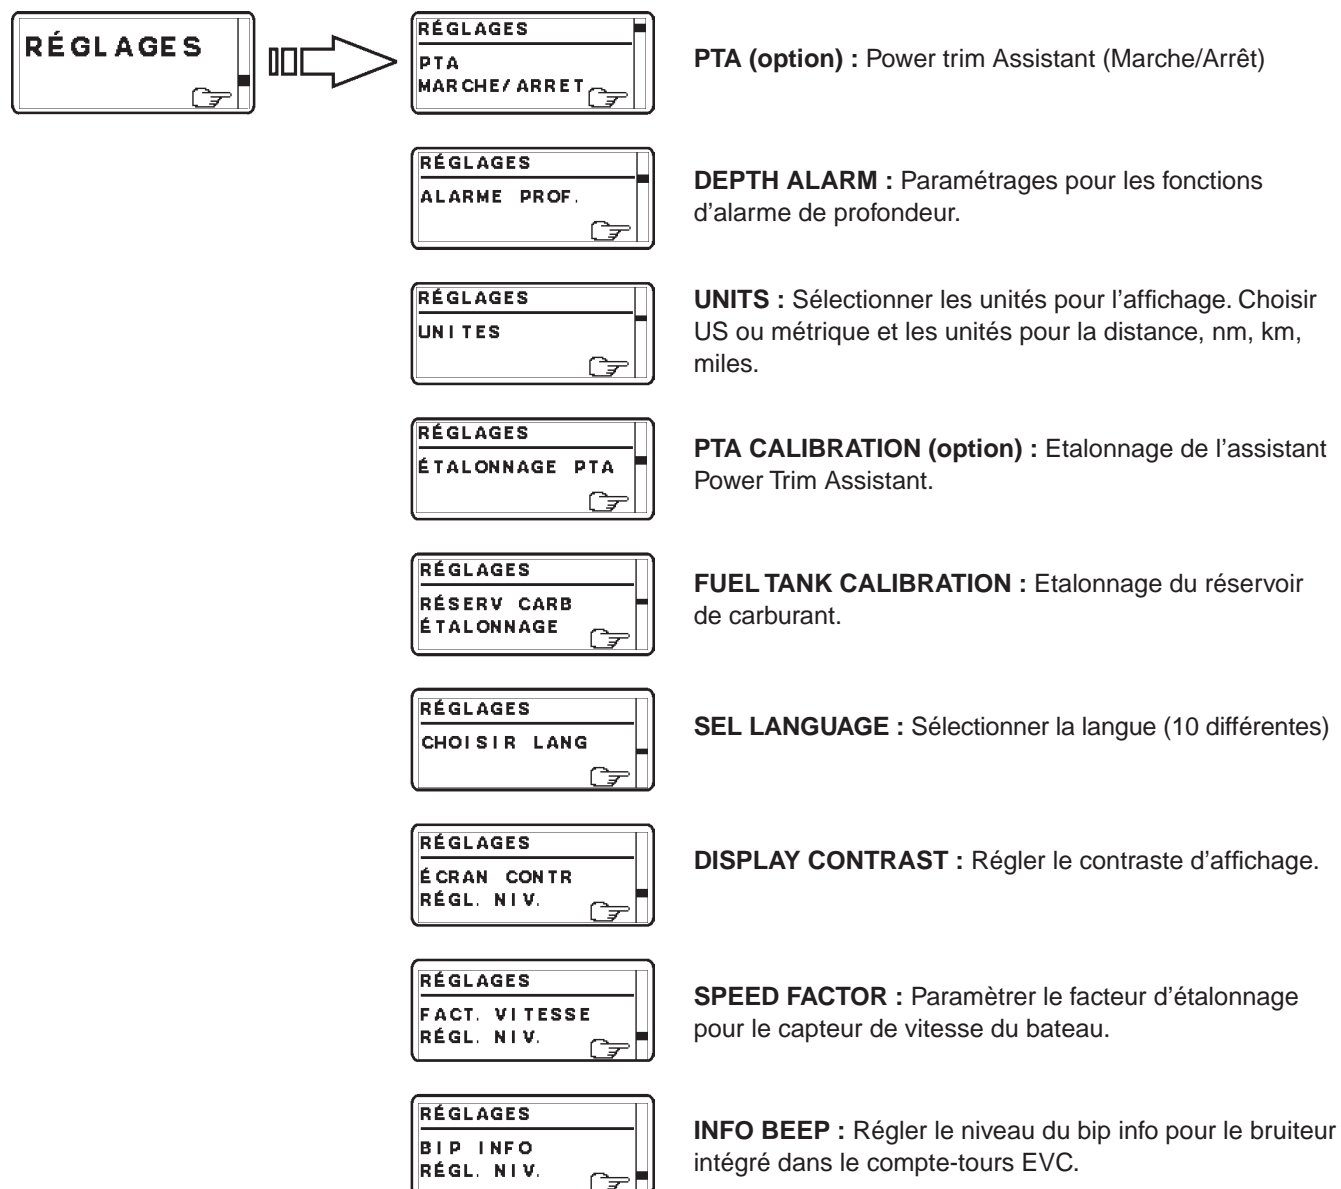 RÉGLAGES
RÉGLAGES
PTA
MARCHE/ARRET
PTA (option) : Power trim Assistant (Marche/Arrêt)
RÉGLAGES
ALARME PROF.
DEPTH ALARM : Paramétrages pour les fonctions
d’alarme de profondeur.
RÉGLAGES
UNITES
UNITS : Sélectionner les unités pour l’affichage. Choisir
US ou métrique et les unités pour la distance, nm, km,
miles.
RÉGLAGES
ÉTALONNAGE PTA
PTA CALIBRATION (option) : Etalonnage de l’assistant
Power Trim Assistant.
RÉGLAGES
RÉSERV CARB
ÉTALONNAGE
FUEL TANK CALIBRATION : Etalonnage du réservoir
de carburant.
RÉGLAGES
CHOISIR LANG
SEL LANGUAGE : Sélectionner la langue (10 différentes)
RÉGLAGES
ÉCRAN CONTR
RÉGL. NIV.
DISPLAY CONTRAST : Régler le contraste d’affichage.
RÉGLAGES
FACT. VITESSE
RÉGL. NIV.
SPEED FACTOR : Paramètrer le facteur d’étalonnage
pour le capteur de vitesse du bateau.
RÉGLAGES
BIP INFO
RÉGL. NIV.
INFO BEEP : Régler le niveau du bip info pour le bruiteur
intégré dans le compte-tours EVC.